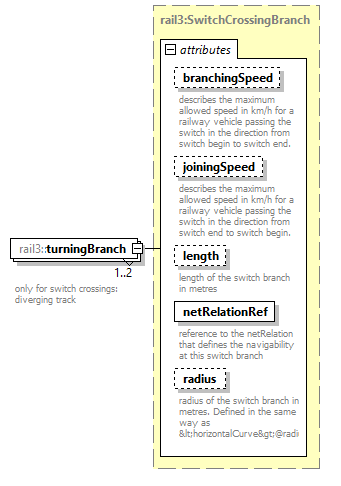 rail3:SwitchCrossingBranch
attributes
branchingSpeed
describes the maximum
allowed speed in km/h for a
railway vehicle passing the
switch in the direction from
switch begin to switch end.
joiningSpeed
describes the maximum
allowed speed in km/h for a
railway vehicle passing the
switch in the direction from
switch end to switch begin.
rail3::turningBranch
1..2
only for switch crossings:
diverging track
length
length of the switch branch
in metres
netRelationRef
reference to the netRelation
that defines the navigability
at this switch branch
radius
radius of the switch branch in
metres. Defined in the same
way as
&lt;horizontalCurve&gt;@radi